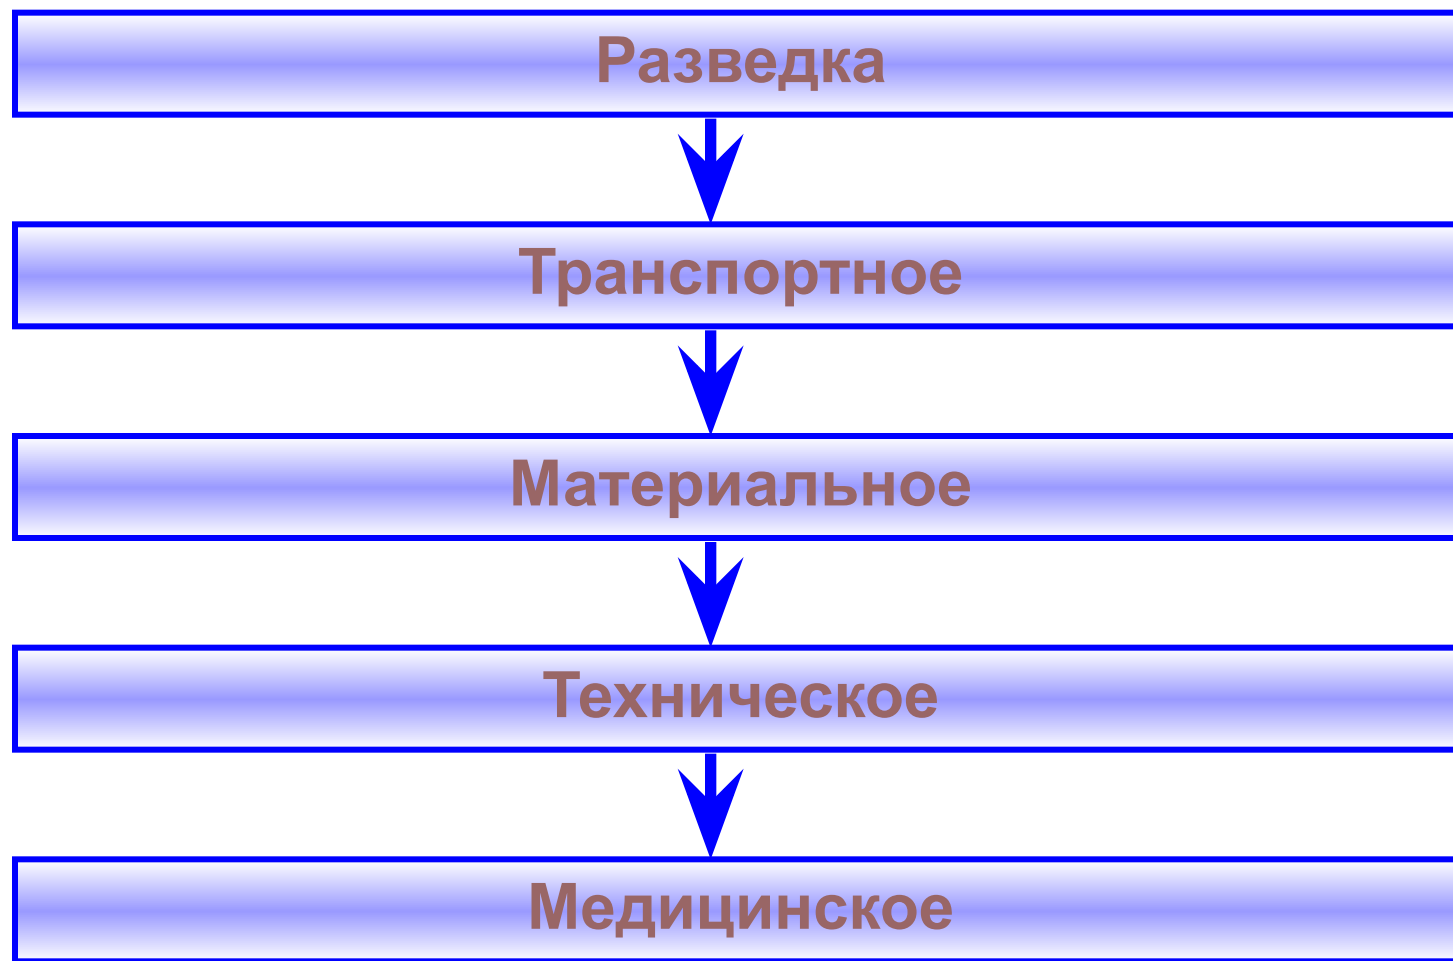 Разведка
Транспортное
Материальное
Техническое
Медицинское